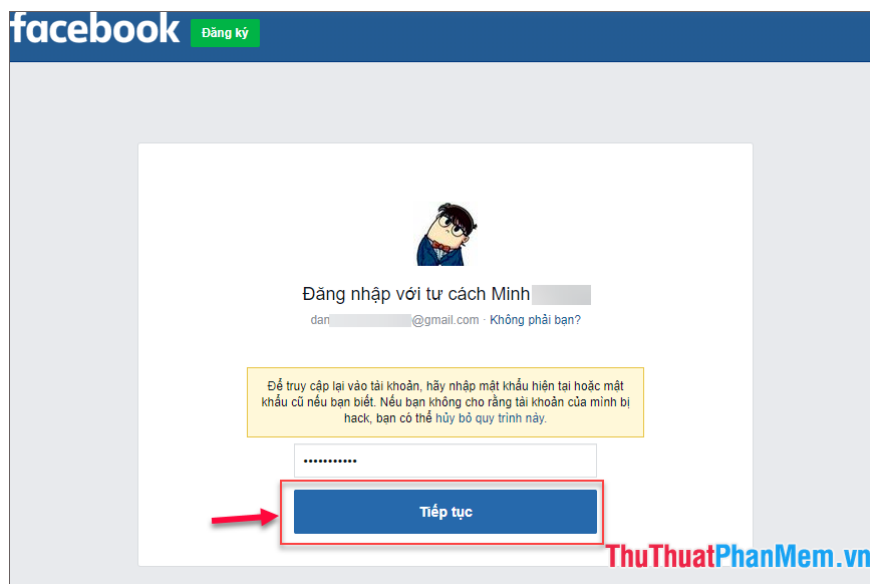 facebook Đăng ký
Đăng nhập với tư cách Minh
dan @gmail.com · Không phải bạn?
Để truy cập lại vào tài khoản, hãy nhập mật khẩu hiện tại hoặc mật
khẩu cũ nếu bạn biết. Nếu bạn không cho rằng tài khoản của mình bị
hack, bạn có thể hủy bỏ quy trình này.
•••••••••••
Tiếp tục
ThuThuatPhanMem.vn